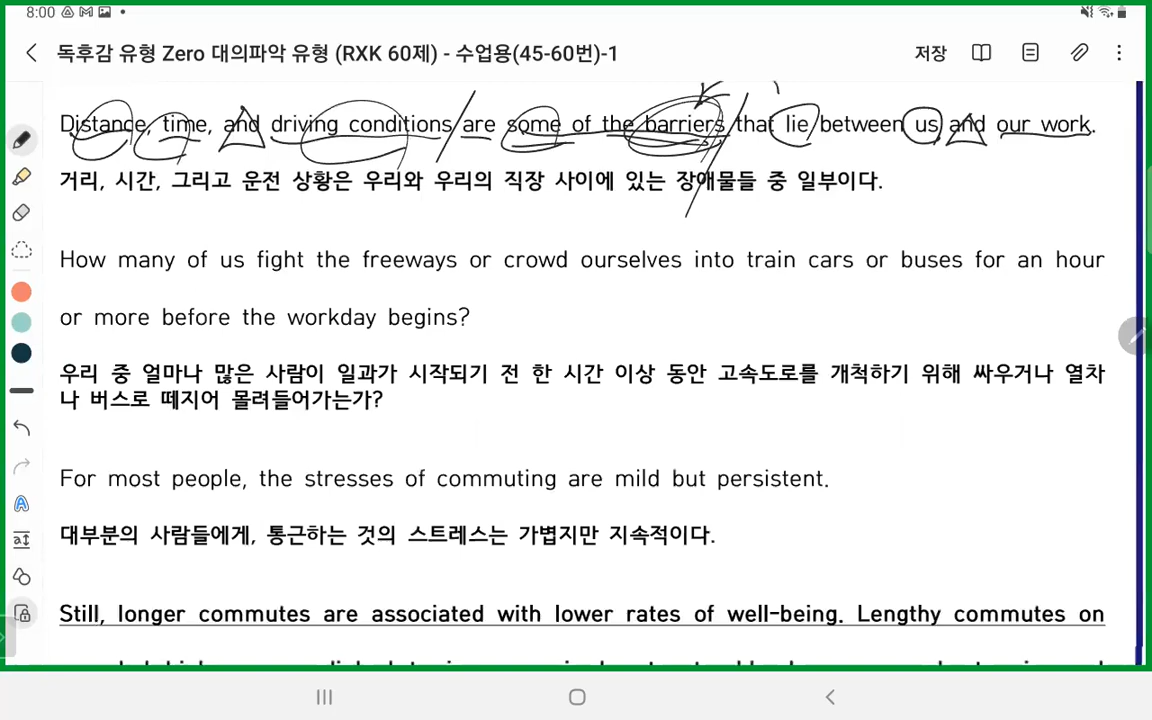 8:00
독후감 유형 Zero 대의파악 유형 (RXK 60제) - 수업용(45-60번)-1
저장
Distance, time, and driving conditions are some of the barriers that lie between us and our work.
거리, 시간, 그리고 운전 상황은 우리와 우리의 직장 사이에 있는 장애물들 중 일부이다.
How many of us fight the freeways or crowd ourselves into train cars or buses for an hour
or more before the workday begins?
우리 중 얼마나 많은 사람이 일과가 시작되기 전 한 시간 이상 동안 고속도로를 개척하기 위해 싸우거나 열차
나 버스로 떼지어 몰려들어가는가?
For most people, the stresses of commuting are mild but persistent.
대부분의 사람들에게, 통근하는 것의 스트레스는 가볍지만 지속적이다.
Still, longer commutes are associated with lower rates of well-being. Lengthy commutes on